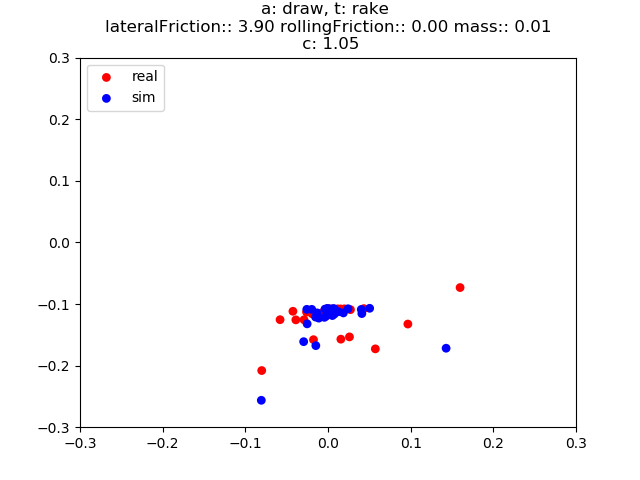 a: draw, t: rake
lateralFriction:: 3.90 rollingFriction:: 0.00 mass:: 0.01
c: 1.05
real
sim
0.3
0.2
0.1
0.0
−0.1
−0.2
−0.3
−0.3 −0.2 −0.1 0.0 0.1 0.2 0.3